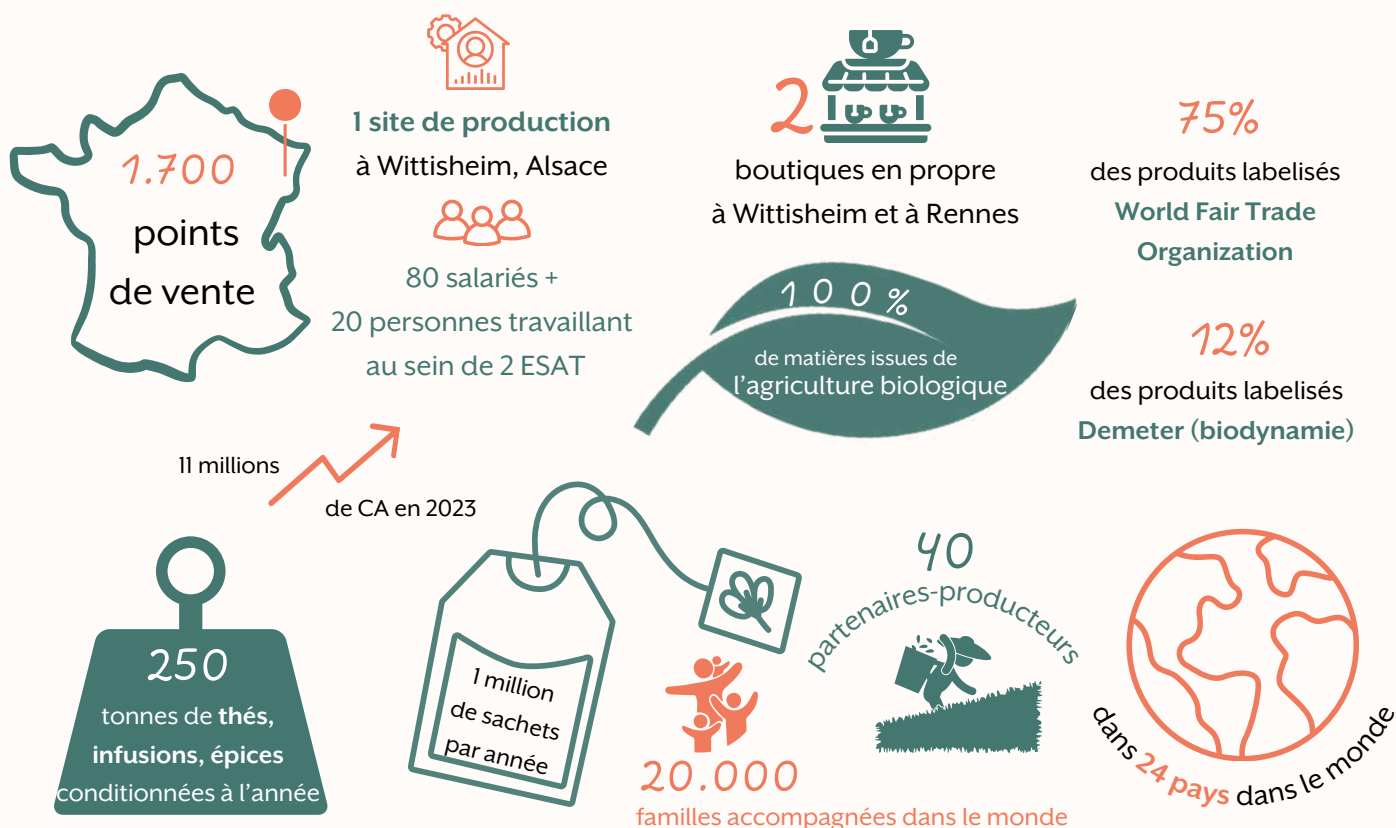 1.700
points
de vente
1 site de production
à Wittisheim, Alsace
80 salariés +
20 personnes travaillant
au sein de 2 ESAT
2
boutiques en propre
à Wittisheim et à Rennes
100%
de matières issues de
l'agriculture biologique
75%
des produits labelisés
World Fair Trade
Organization
12%
des produits labelisés
Demeter (biodynamie)
11 millions
de CA en 2023
250
tonnes de thés,
infusions, épices
conditionnées à l'année
1 million
de sachets
par année
20.000
familles accompagnées dans le monde
40
partenaires-producteurs
dans 24 pays dans le monde